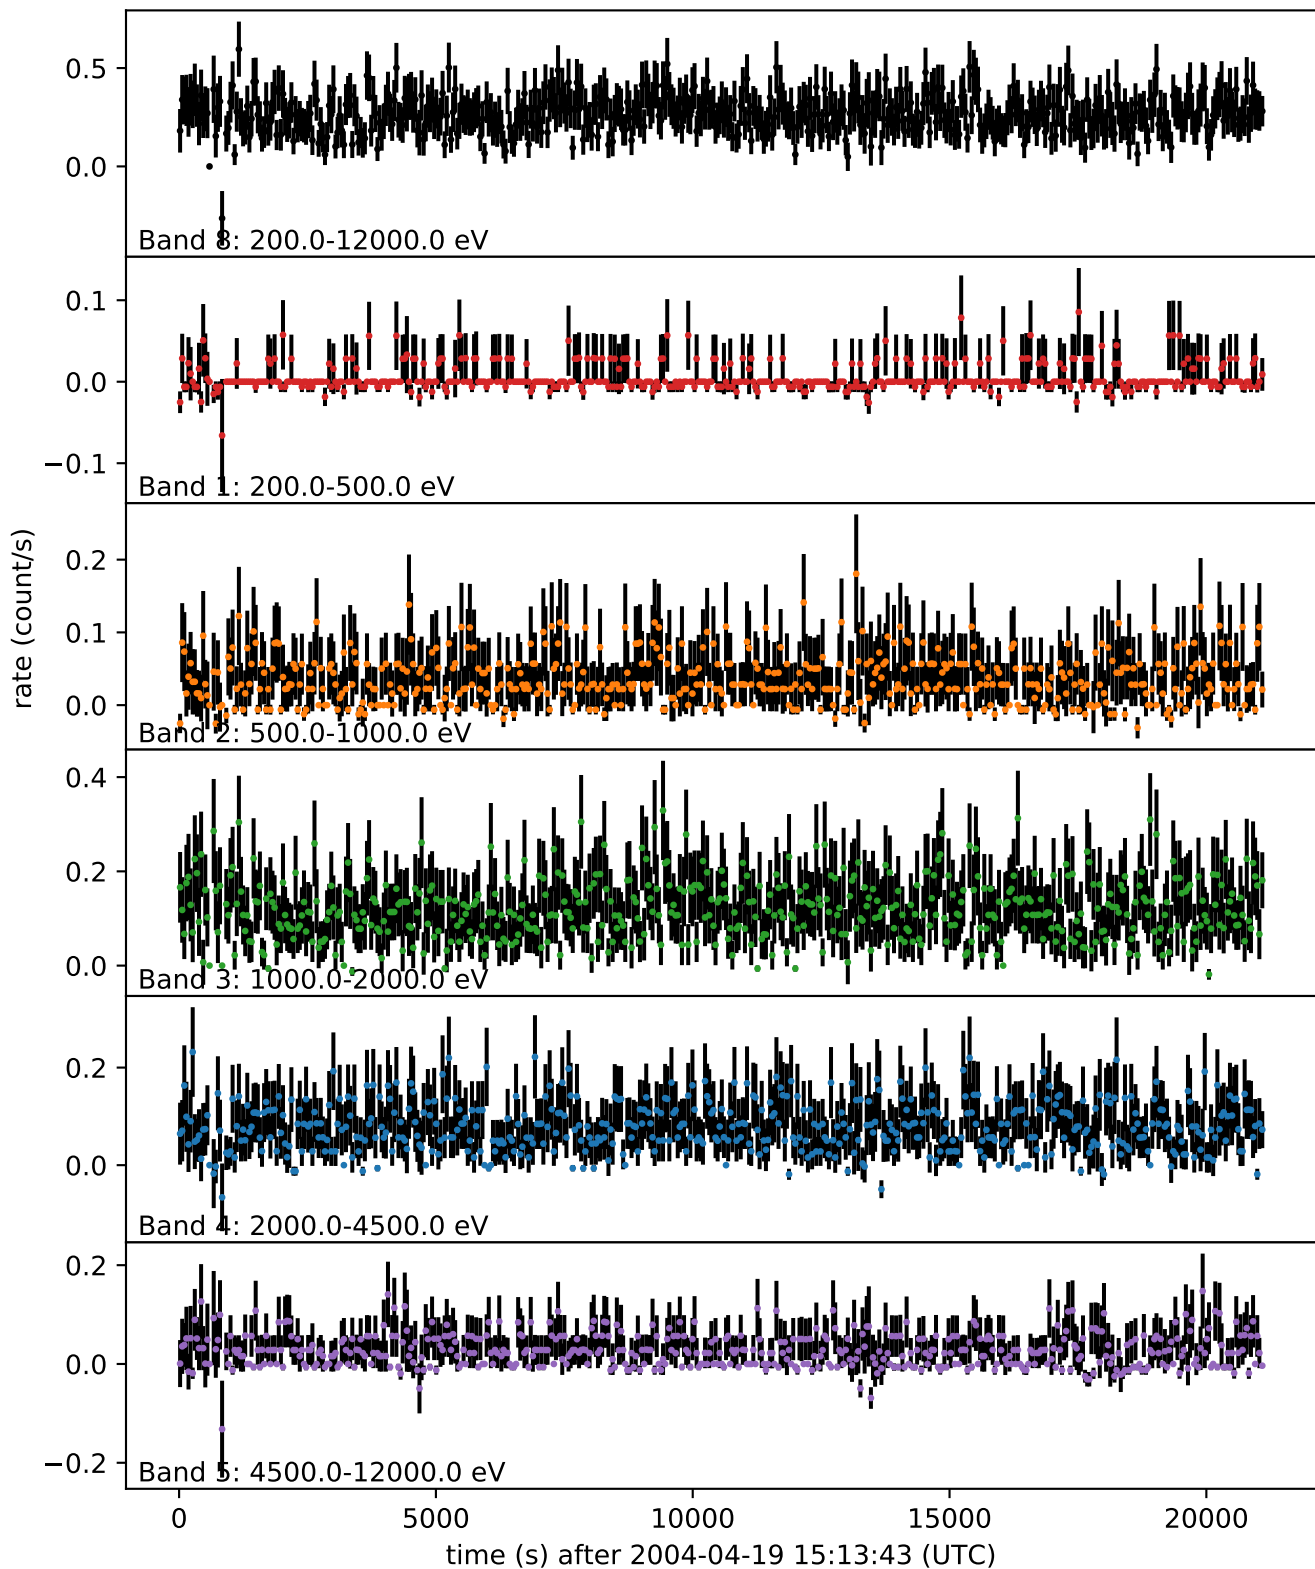 0.5
0.0
Band 8: 200.0-12000.0 eV
0.1
0.0
−0.1
Band 1: 200.0-500.0 eV
0.2
0.1
0.0
Band 2: 500.0-1000.0 eV
rate (count/s)
0.4
0.2
0.0
Band 3: 1000.0-2000.0 eV
0.2
0.0
Band 4: 2000.0-4500.0 eV
0.2
0.0
−0.2
Band 5: 4500.0-12000.0 eV
0 5000 10000 15000 20000
time (s) after 2004-04-19 15:13:43 (UTC)